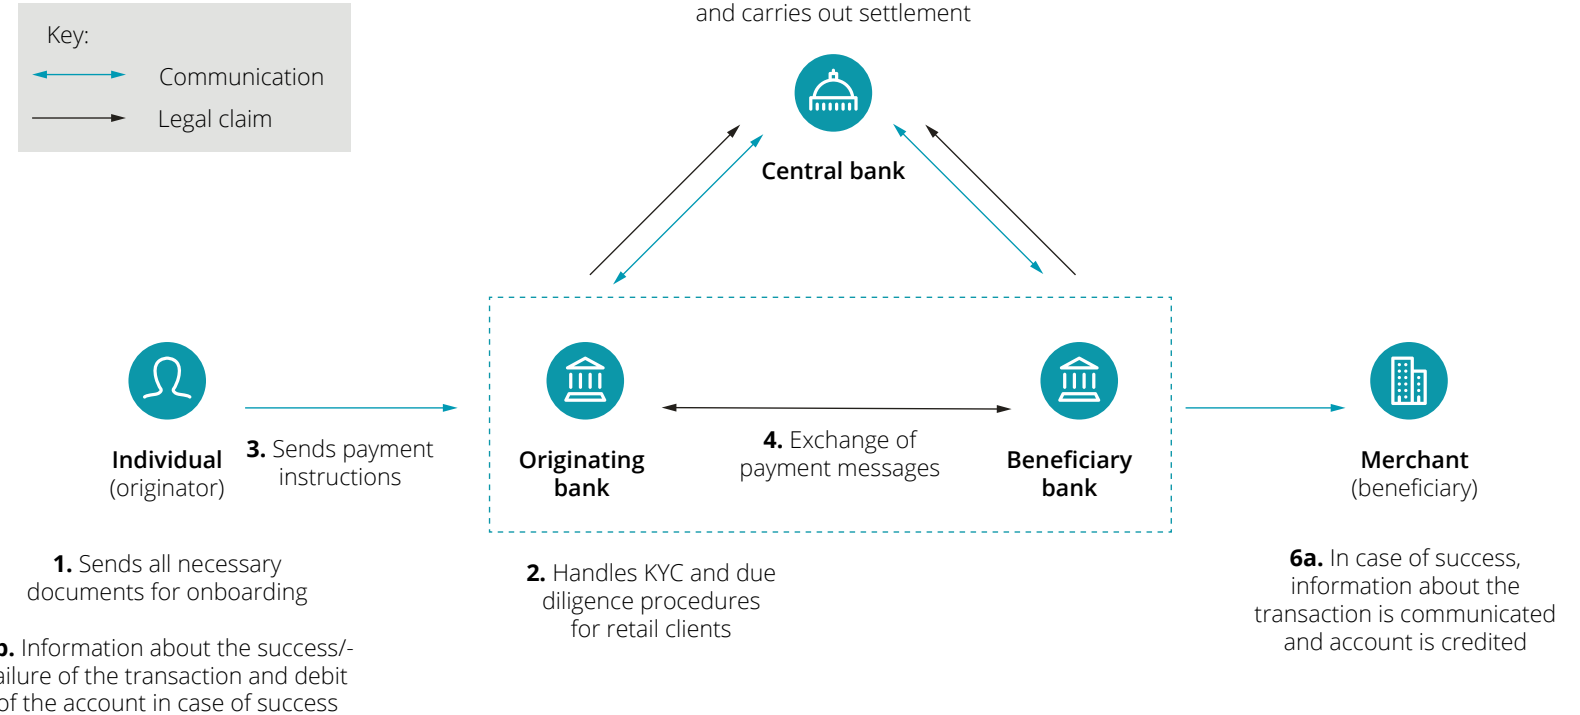 and carries out settlement
Key:
Communication
Legal claim
Central bank
Individual
(originator)
3. Sends payment
instructions
Originating
bank
4. Exchange of
payment messages
Beneficiary
bank
Merchant
(beneficiary)
1. Sends all necessary
documents for onboarding
2. Handles KYC and due
diligence procedures
for retail clients
6a. In case of success,
information about the
transaction is communicated
and account is credited
b. Information about the success/-
ailure of the transaction and debit
of the account in case of success